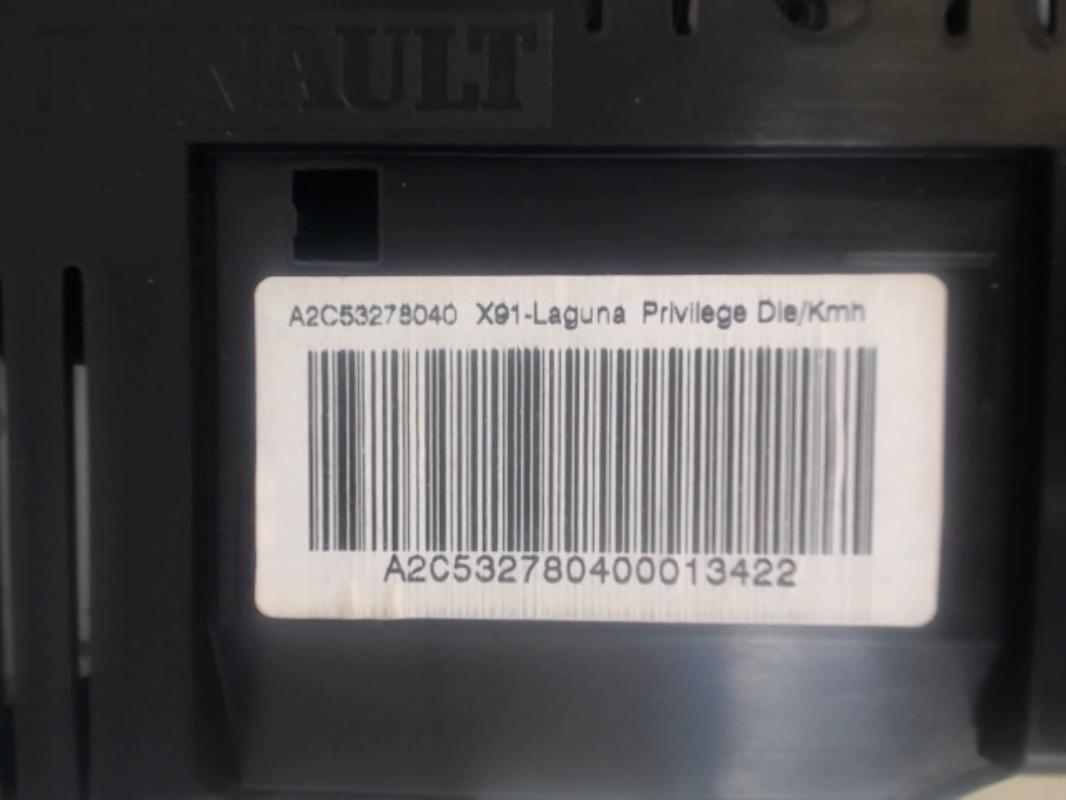 RENAULT
A2C53278040 X91-Laguna Privilege Die/Kmh
A2C532780400013422